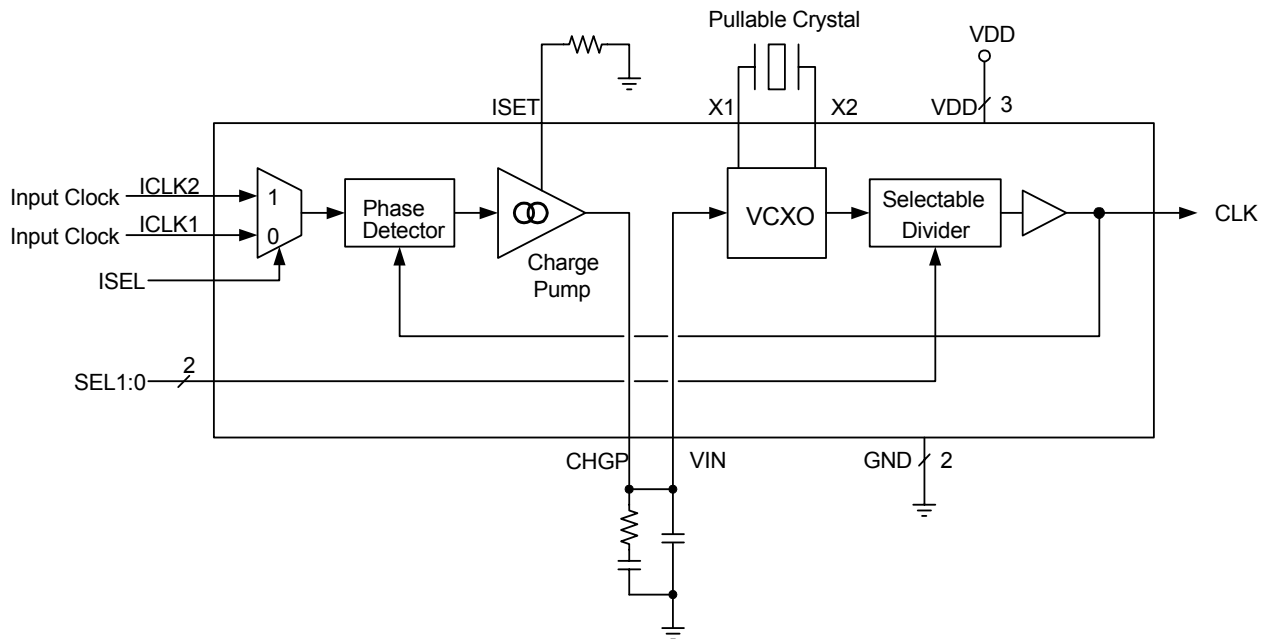 Pullable Crystal
VDD
ISET
X1
X2
VDD
3
Input Clock
ICLK2
1
Phase
Detector
VCXO
Selectable
Divider
CLK
Input Clock
ICLK1
0
Charge
Pump
ISEL
SEL1:0
2
CHGP
VIN
GND
2